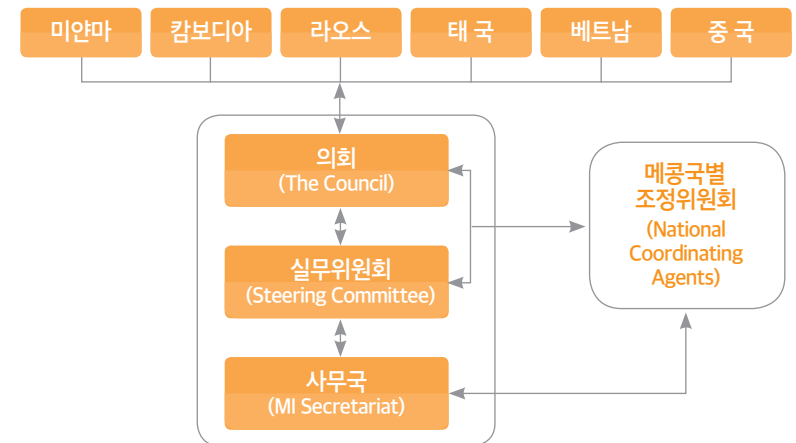 미얀마
캄보디아
라오스
태 국
베트남
중 국
의회
(The Council)
실무위원회
(Steering Committee)
사무국
(MI Secretariat)
메콩국별
조정위원회
(National
Coordinating
Agents)